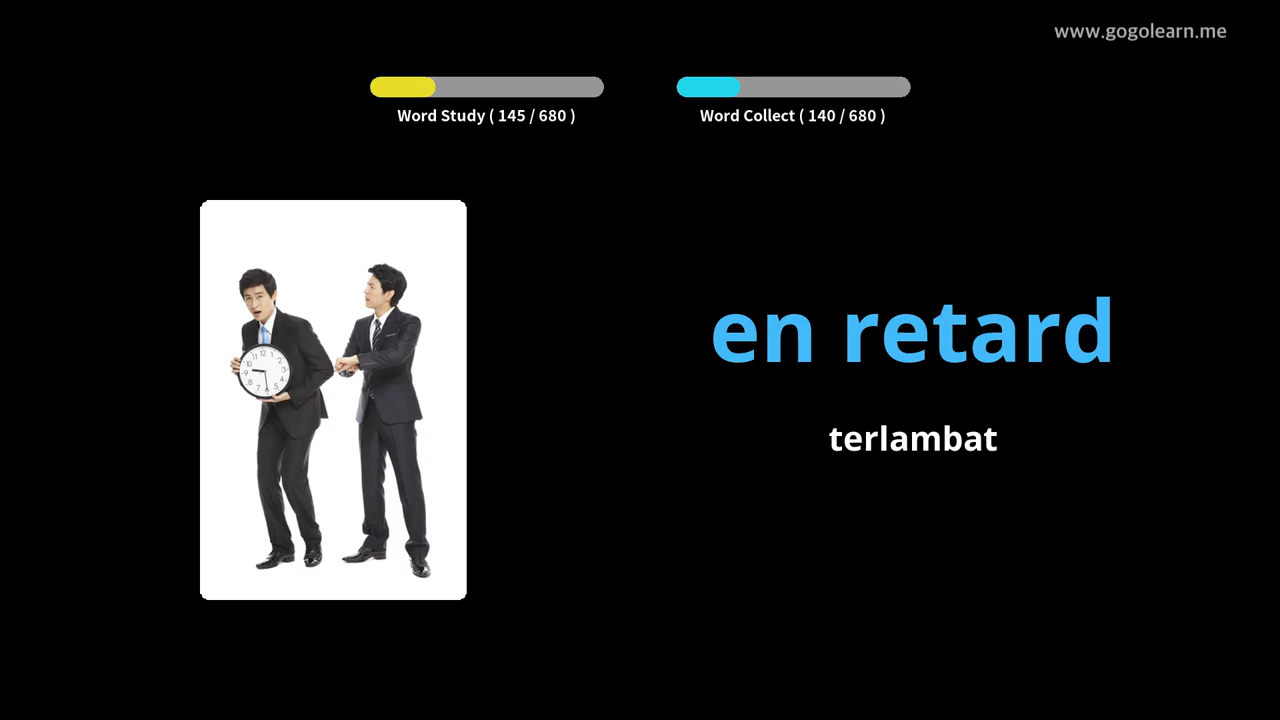 www.gogolearn.me
Word Study ( 145 / 680 )
Word Collect ( 140 / 680 )
en retard
terlambat